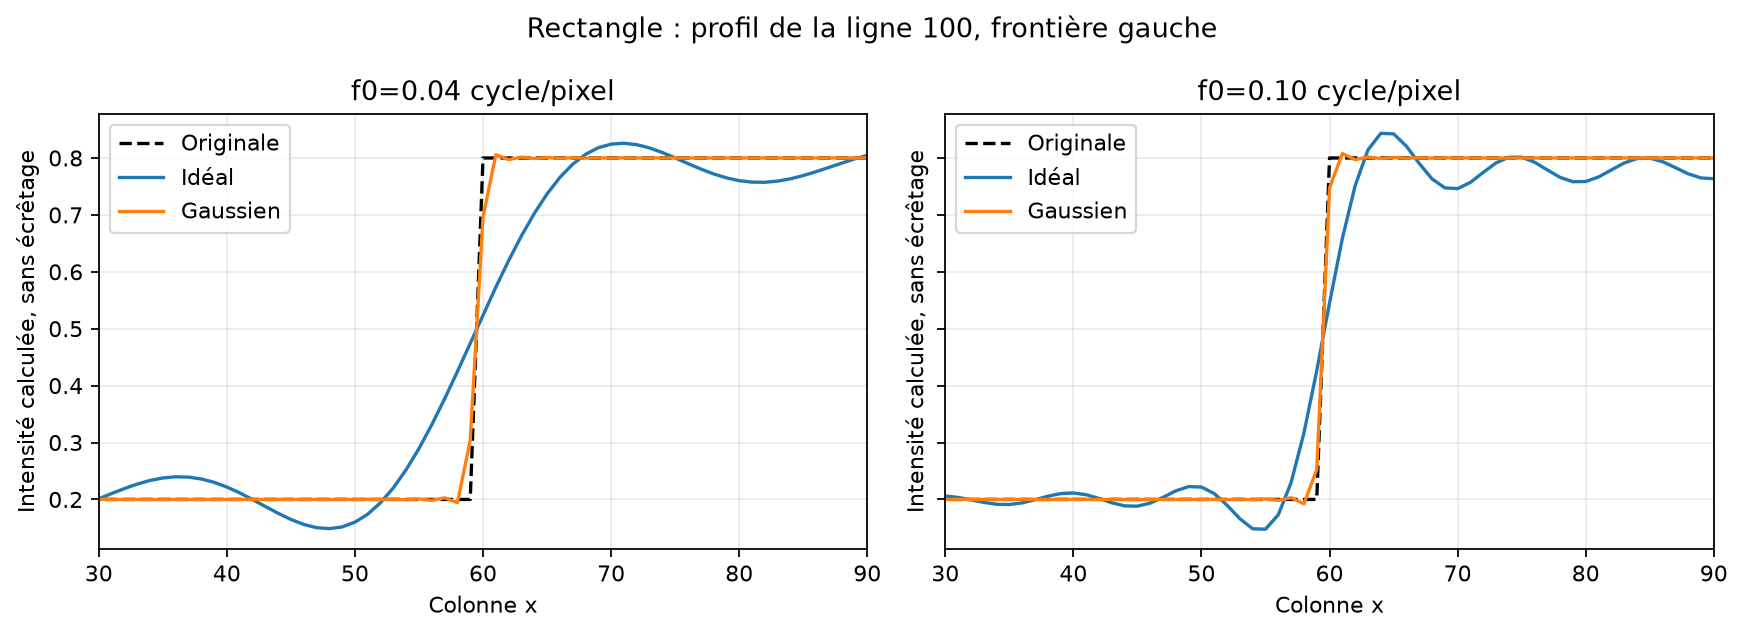 Rectangle : profil de la ligne 100, frontière gauche
f0=0.04 cycle/pixel
Originale
Idéal
Gaussien
0.8
0.7
0.6
0.5
0.4
0.3
0.2
Intensité calculée, sans écrêtage
30 40 50 60 70 80 90
Colonne x
f0=0.10 cycle/pixel
Originale
Idéal
Gaussien
Intensité calculée, sans écrêtage
30 40 50 60 70 80 90
Colonne x